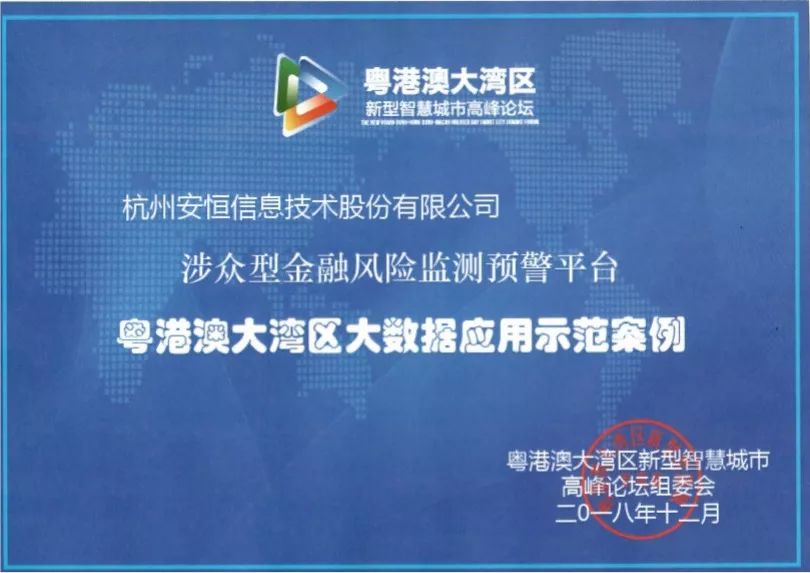 粤港澳大湾区
新型智慧城市高峰论坛
杭州安恒信息技术股份有限公司
涉众型金融风险监测预警平台
粤港澳大湾区大数据应用示范案例
粤港澳大湾区新型智慧城市
高峰论坛组委会
二0一八年十二月